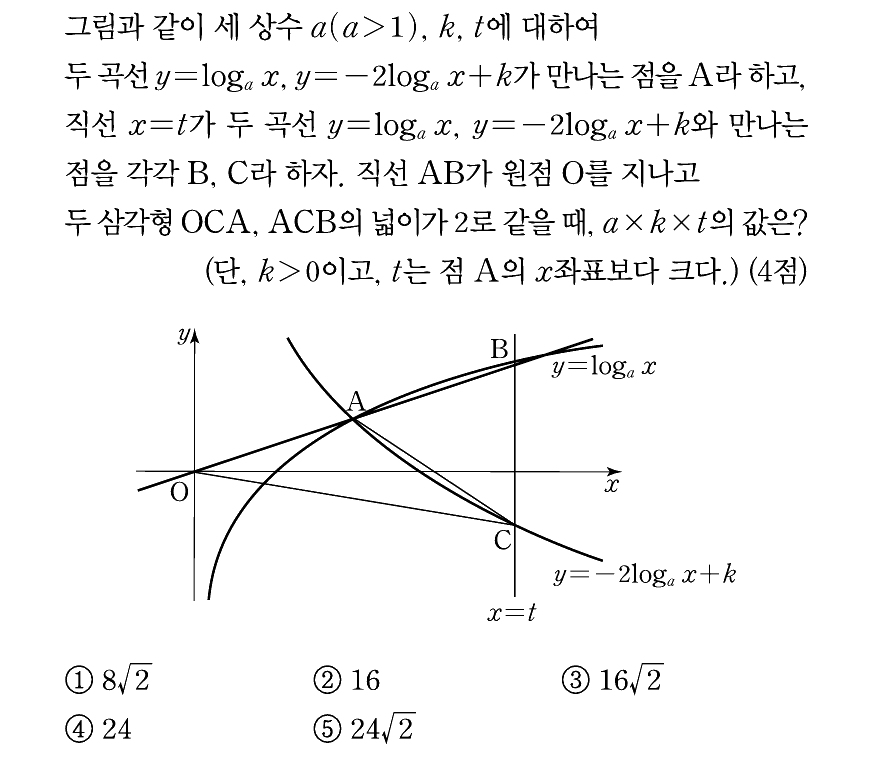 그림과 같이 세 상수 a(a>1), k, t에 대하여
두 곡선 y=logₐ x, y=−2logₐ x+k가 만나는 점을 A라 하고,
직선 x=t가 두 곡선 y=logₐ x, y=−2logₐ x+k와 만나는
점을 각각 B, C라 하자. 직선 AB가 원점 O를 지나고
두 삼각형 OCA, ACB의 넓이가 2로 같을 때, a×k×t의 값은?
(단, k>0이고, t는 점 A의 x좌표보다 크다.) (4점)
y
B
y=logₐ x
A
O
x
C
y=−2logₐ x+k
x=t
① 8√2 ② 16 ③ 16√2
④ 24 ⑤ 24√2